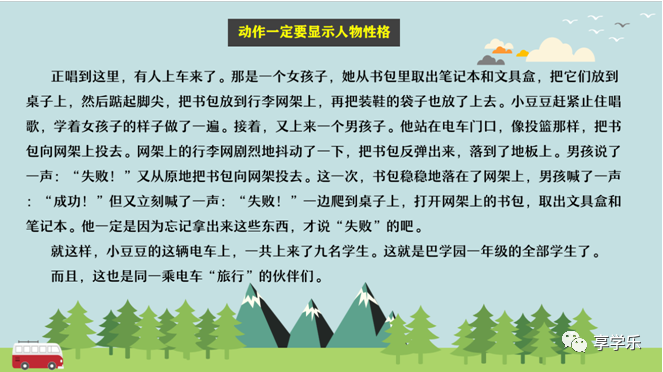 动作一定要显示人物性格
正唱到这里，有人上车来了。那是一个女孩子，她从书包里取出笔记本和文具盒，把它们放到
桌子上，然后踮起脚尖，把书包放到行李网架上，再把装鞋的袋子也放了上去。小豆豆赶紧止住唱
歌，学着女孩子的样子做了一遍。接着，又上来一个男孩子。他站在电车门口，像投篮那样，把书
包向网架上投去。网架上的行李网剧烈地抖动了一下，把书包反弹出来，落到了地板上。男孩说了
一声：“失败！”又从原地把书包向网架投去。这一次，书包稳稳地落在了网架上，男孩喊了一声
：“成功！”但又立刻喊了一声：“失败！”一边爬到桌子上，打开网架上的书包，取出文具盒和
笔记本。他一定是因为忘记拿出来这些东西，才说“失败”的吧。
就这样，小豆豆的这辆电车上，一共上来了九名学生。这就是巴学园一年级的全部学生了。
而且，这也是同一乘电车“旅行”的伙伴们。
享学乐